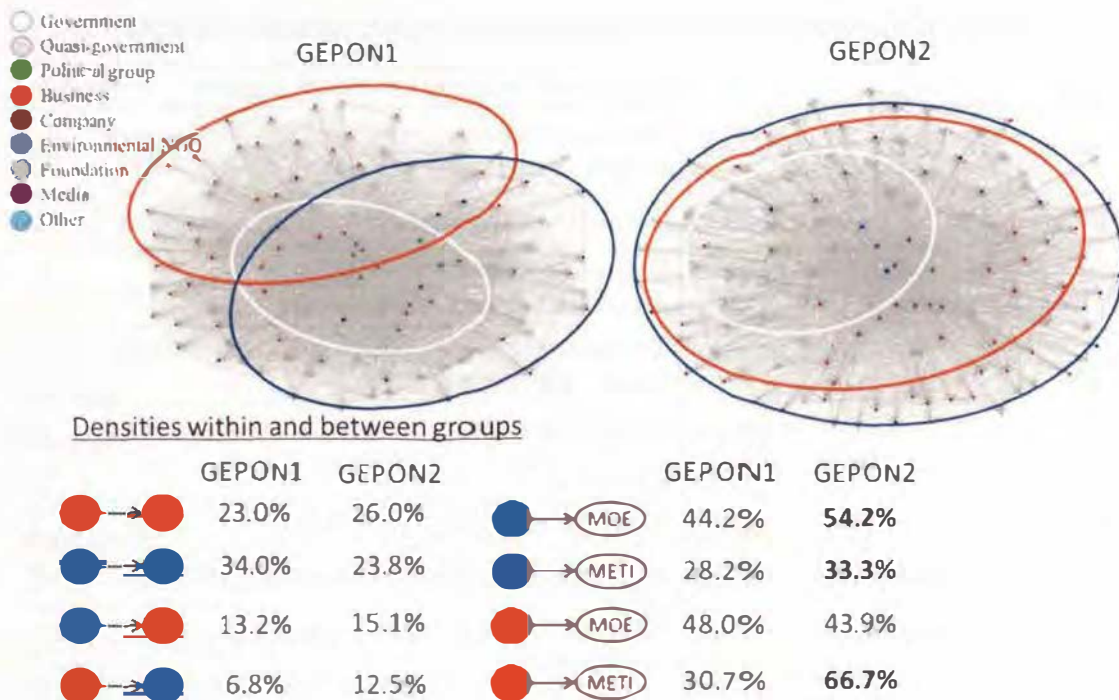 Government
Quasi-government
Political group
Business
Company
Environmental NGO
Foundation
Media
Other
GEPON1
GEPON2
Densities within and between groups
GEPON1 GEPON2
23.0% 26.0%
34.0% 23.8%
13.2% 15.1%
6.8% 12.5%
GEPON1 GEPON2
MOE 44.2% 54.2%
METI 28.2% 33.3%
MOE 48.0% 43.9%
METI 30.7% 66.7%